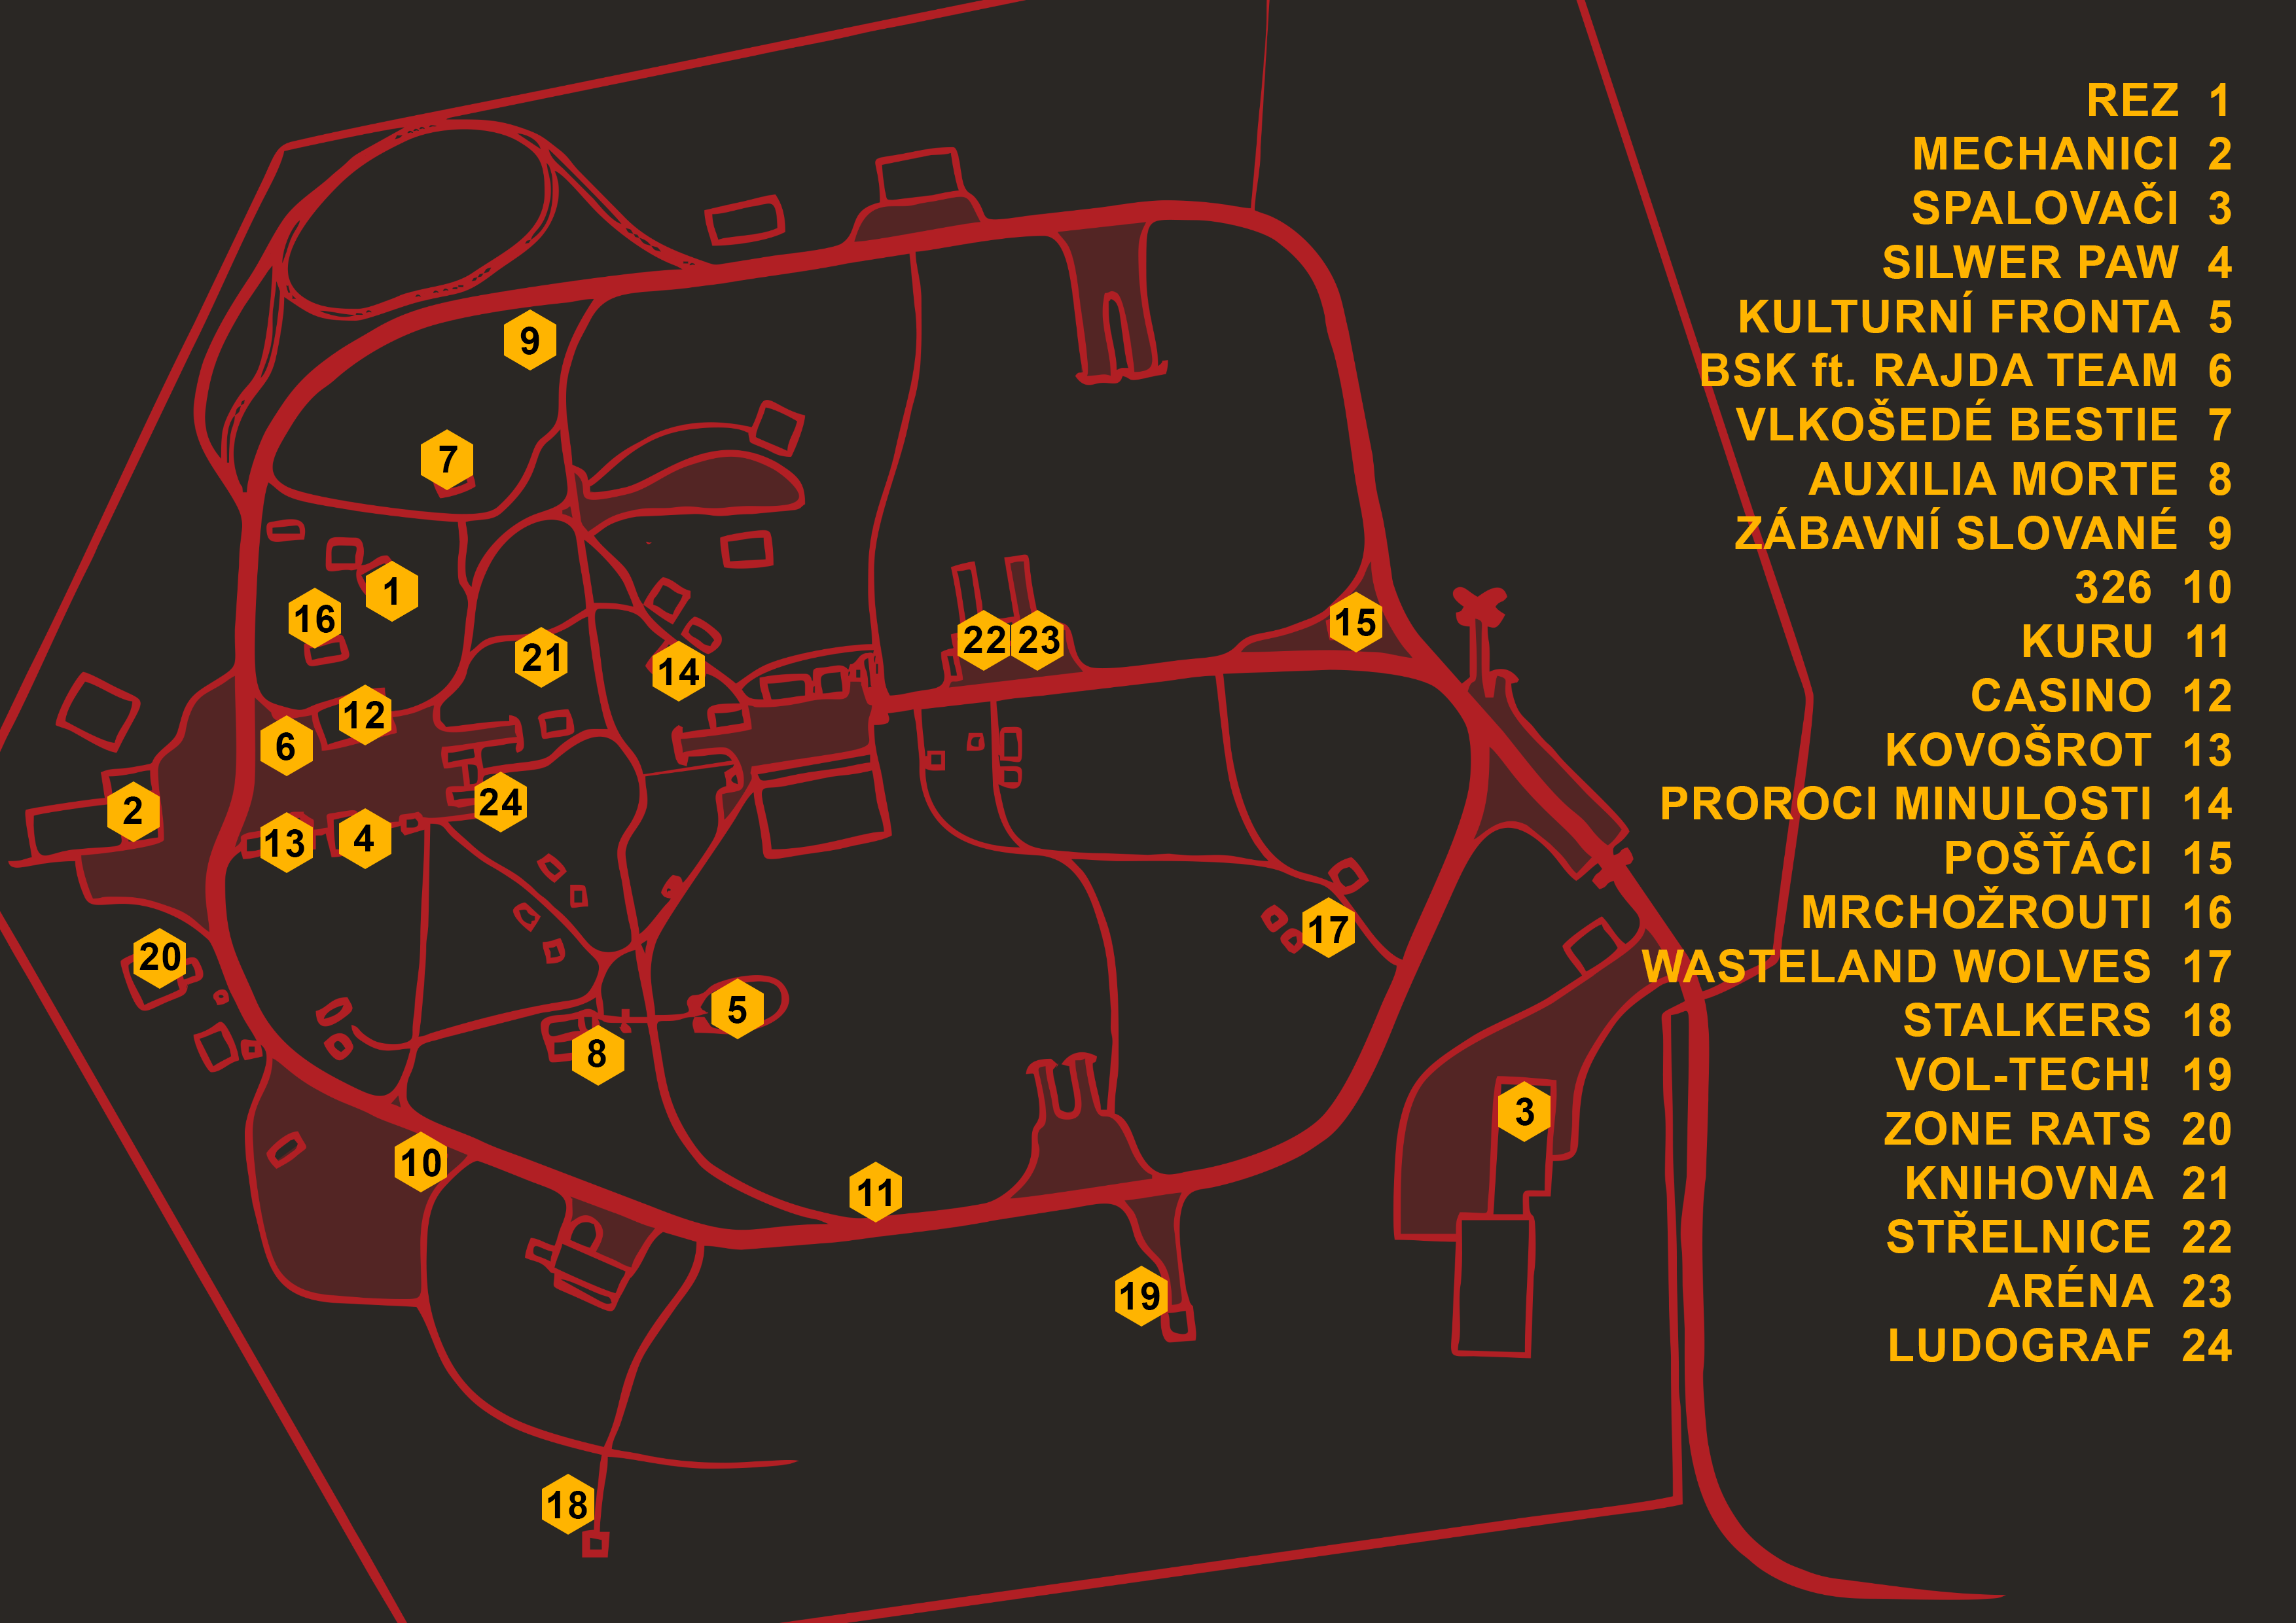 REZ 1
MECHANICI 2
SPALOVAČI 3
SILWER PAW 4
KULTURNÍ FRONTA 5
BSK ft. RAJDA TEAM 6
VLKOŠEDÉ BESTIE 7
AUXILIA MORTE 8
ZÁBAVNÍ SLOVANÉ 9
326 10
KURU 11
CASINO 12
KOVOŠROT 13
PROROCI MINULOSTI 14
POŠŤÁCI 15
MRCHOŽROUTI 16
WASTELAND WOLVES 17
STALKERS 18
VOL-TECH! 19
ZONE RATS 20
KNIHOVNA 21
STŘELNICE 22
ARÉNA 23
LUDOGRAF 24
9
7
1
16
15
22 23
21
14
12
6
24
2
4
13
17
20
5
8
3
10
11
19
18